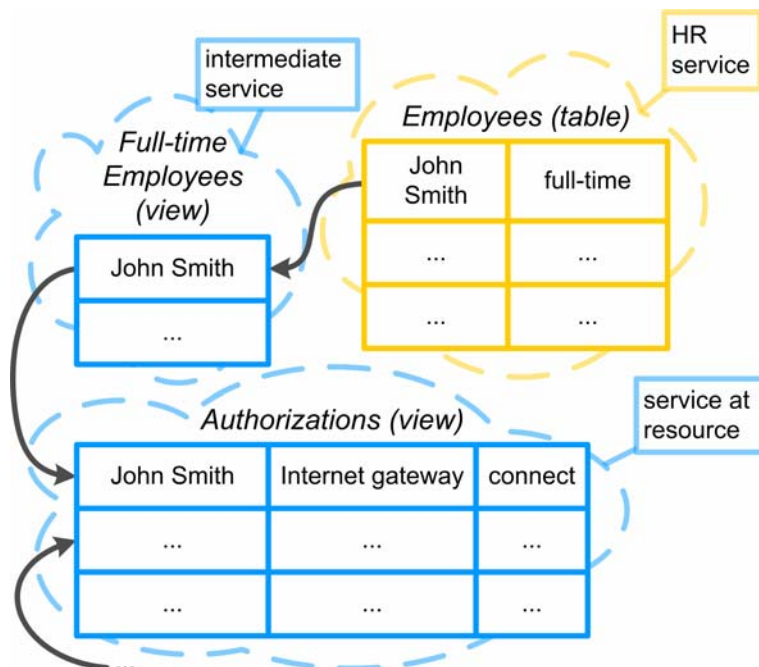 intermediate
service
HR
service
Full-time
Employees
(view)
Employees (table)
John
Smith
full-time
...
...
...
...
John Smith
...
service at
resource
Authorizations (view)
John Smith
Internet gateway
connect
...
...
...
...
...
...
...